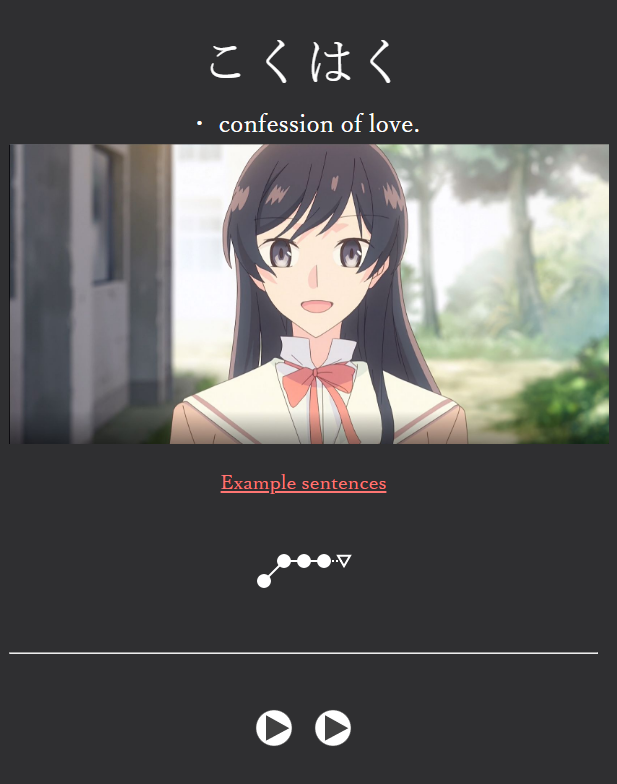 こくはく
・ confession of love.
Example sentences